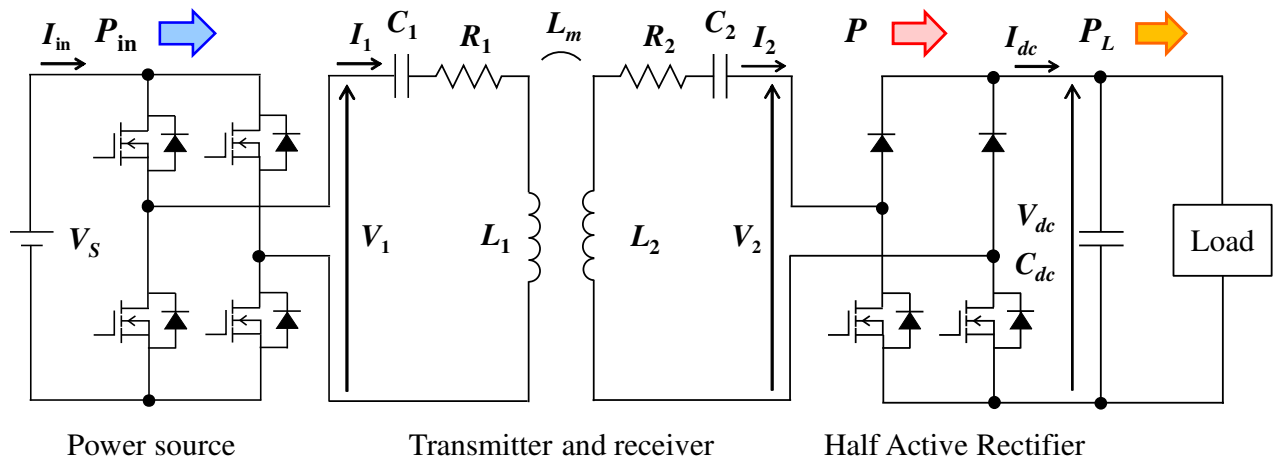 I_in P_in I_1 C_1 R_1 L_m R_2 C_2 I_2 P I_dc P_L
V_S V_1 L_1 L_2 V_2 V_dc Load
C_dc
Power source Transmitter and receiver Half Active Rectifier